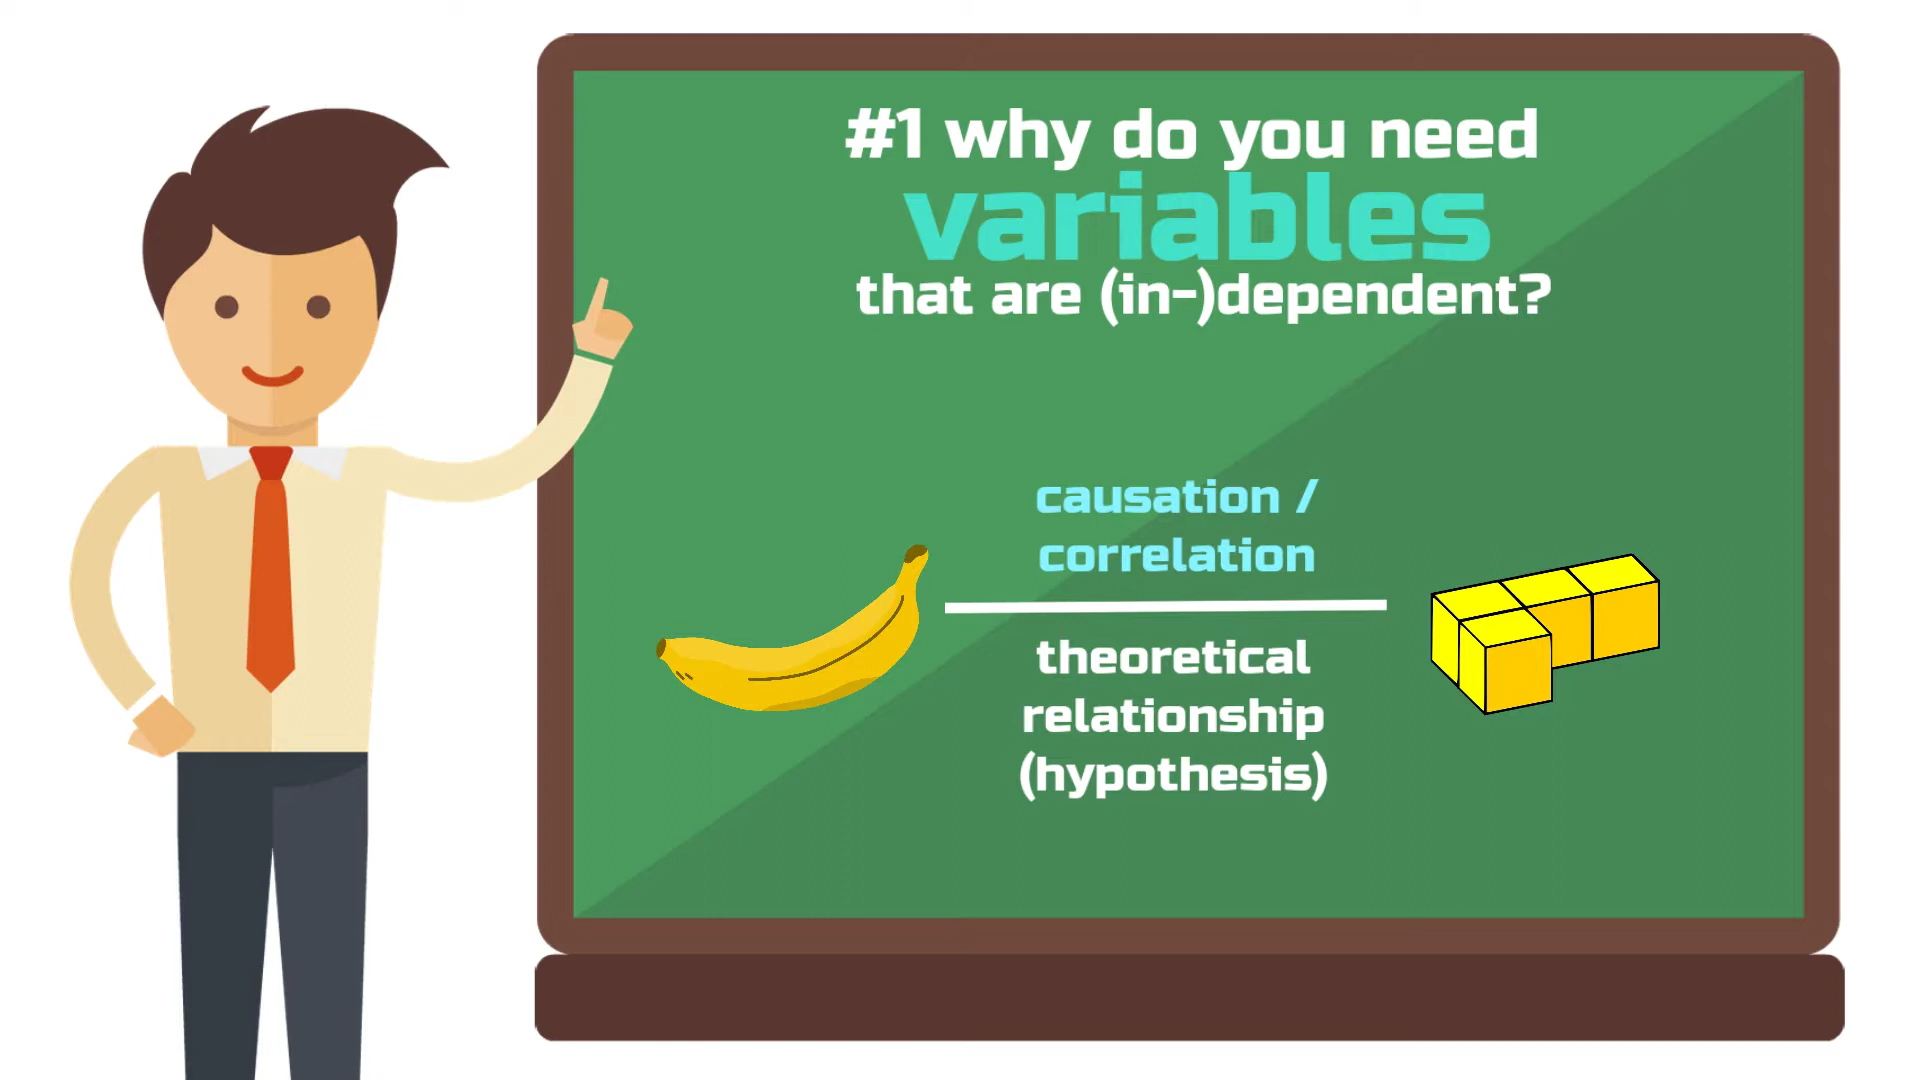 #1 why do you need
variables
that are (in-)dependent?
causation /
correlation
theoretical
relationship
(hypothesis)